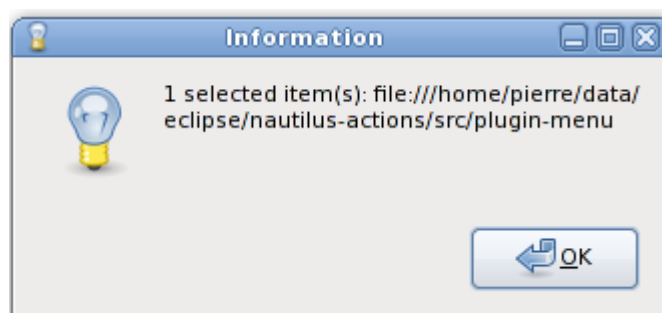 Information
1 selected item(s): file:///home/pierre/data/
eclipse/nautilus-actions/src/plugin-menu
OK